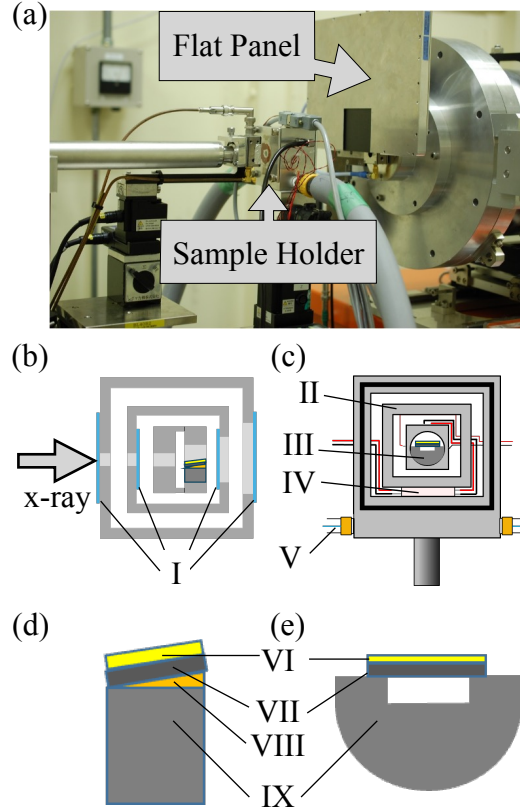 (a)
Flat Panel
Sample Holder
(b)
(c)
x-ray
I
II
III
IV
V
(d)
(e)
VI
VII
VIII
IX